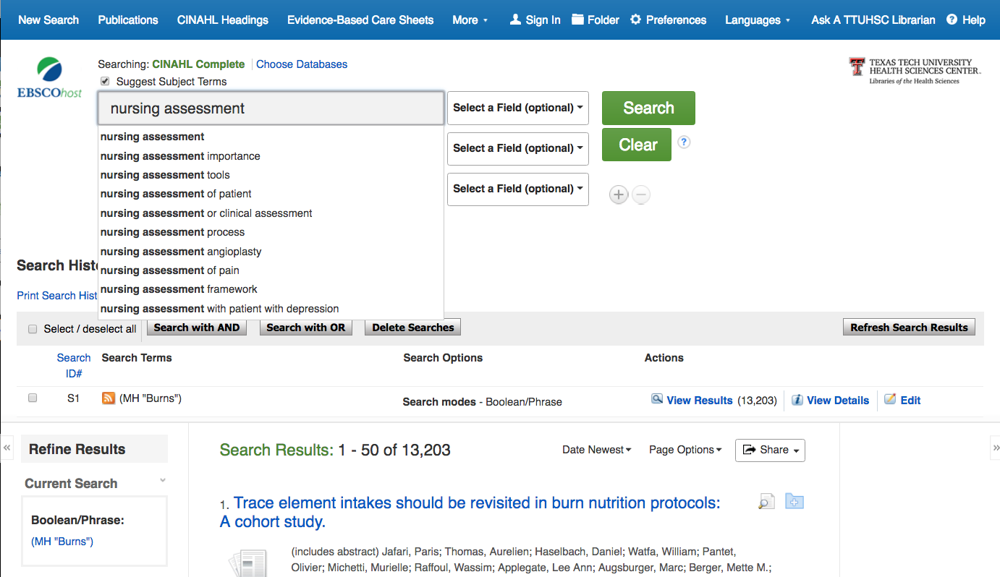 New Search Publications CINAHL Headings Evidence-Based Care Sheets More Sign In Folder Preferences Languages Ask A TTUHSC Librarian ? Help
Searching: CINAHL Complete Choose Databases
Suggest Subject Terms
EBSCOhost
TEXAS TECH UNIVERSITY
HEALTH SCIENCES CENTER.
Libraries of the Health Sciences
nursing assessment Select a Field (optional) Search
nursing assessment
nursing assessment importance Select a Field (optional) Clear ?
nursing assessment tools
nursing assessment of patient Select a Field (optional) + −
nursing assessment or clinical assessment
nursing assessment process
nursing assessment angioplasty
nursing assessment of pain
nursing assessment framework
nursing assessment with patient with depression
Search Histo
Print Search Hist
Select / deselect all Search with AND Search with OR Delete Searches Refresh Search Results
Search ID# Search Terms Search Options Actions
S1 (MH "Burns") Search modes - Boolean/Phrase View Results (13,203) i View Details Edit
« »
Refine Results
Current Search
Boolean/Phrase:
(MH "Burns")
Search Results: 1 - 50 of 13,203 Date Newest Page Options Share
1. Trace element intakes should be revisited in burn nutrition protocols:
A cohort study.
(includes abstract) Jafari, Paris; Thomas, Aurelien; Haselbach, Daniel; Watfa, William; Pantet,
Olivier; Michetti, Murielle; Raffoul, Wassim; Applegate, Lee Ann; Augsburger, Marc; Berger, Mette M.;